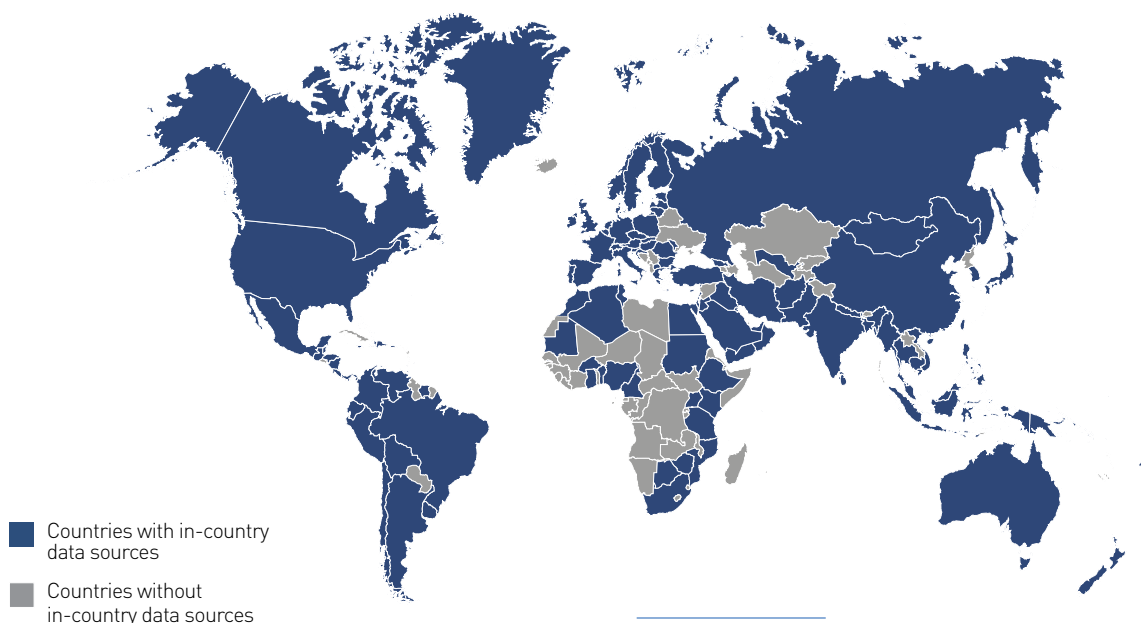 Countries with in-country
data sources
Countries without
in-country data sources